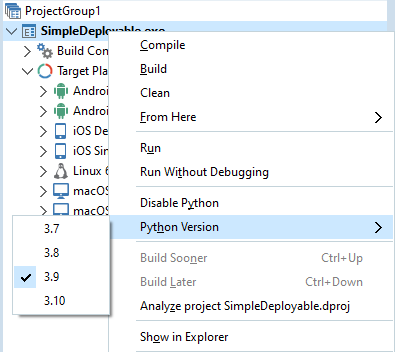 ProjectGroup1
SimpleDeployable.exe
Build Con
Target Pla
Androi
Androi
iOS De
iOS Sim
Linux 6
macOS
macOS
Compile
Build
Clean
From Here
Run
Run Without Debugging
Disable Python
Python Version
3.7
3.8
3.9
3.10
Build Sooner Ctrl+Up
Build Later Ctrl+Down
Analyze project SimpleDeployable.dproj
Show in Explorer